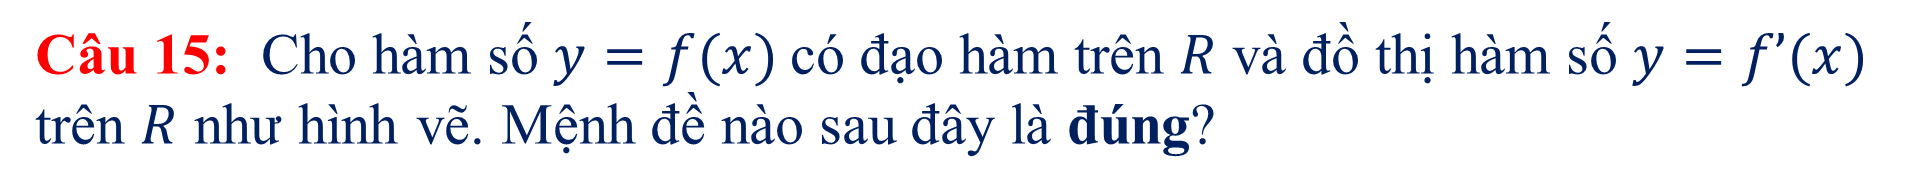 Câu 15: Cho hàm số y = f(x) có đạo hàm trên R và đồ thị hàm số y = f’(x)
trên R như hình vẽ. Mệnh đề nào sau đây là đúng?